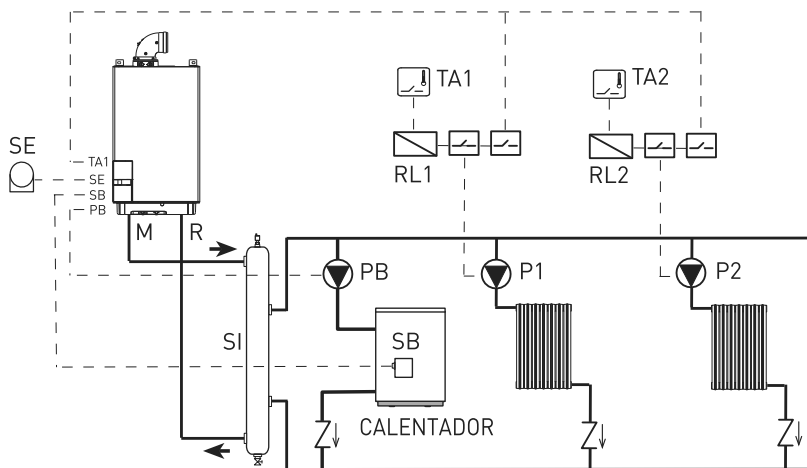 TA1
TA2
SE
RL1
RL2
TA1
SE
SB
PB
M
R
PB
P1
P2
SI
SB
CALENTADOR